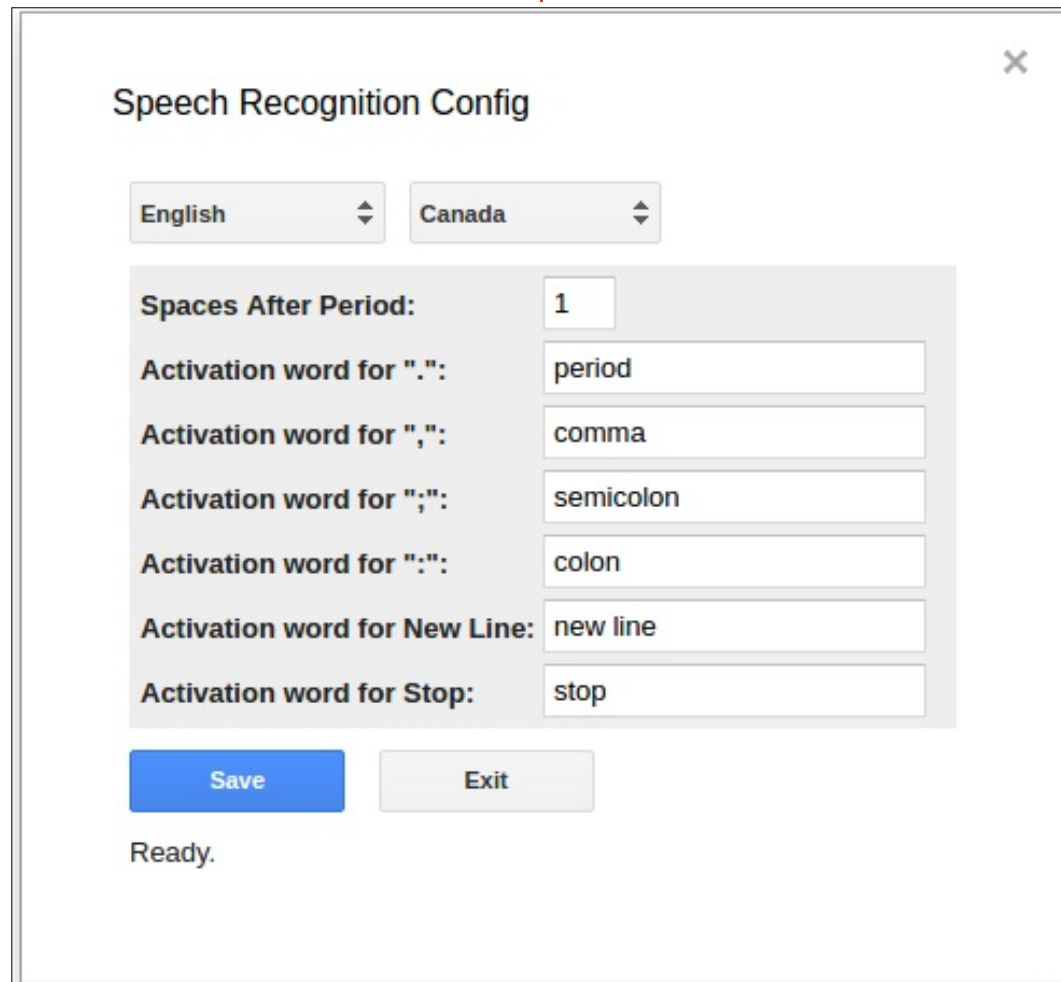 Speech Recognition Config
English Canada
Spaces After Period: 1
Activation word for ".": period
Activation word for ",": comma
Activation word for ";": semicolon
Activation word for ":": colon
Activation word for New Line: new line
Activation word for Stop: stop
Save Exit
Ready.